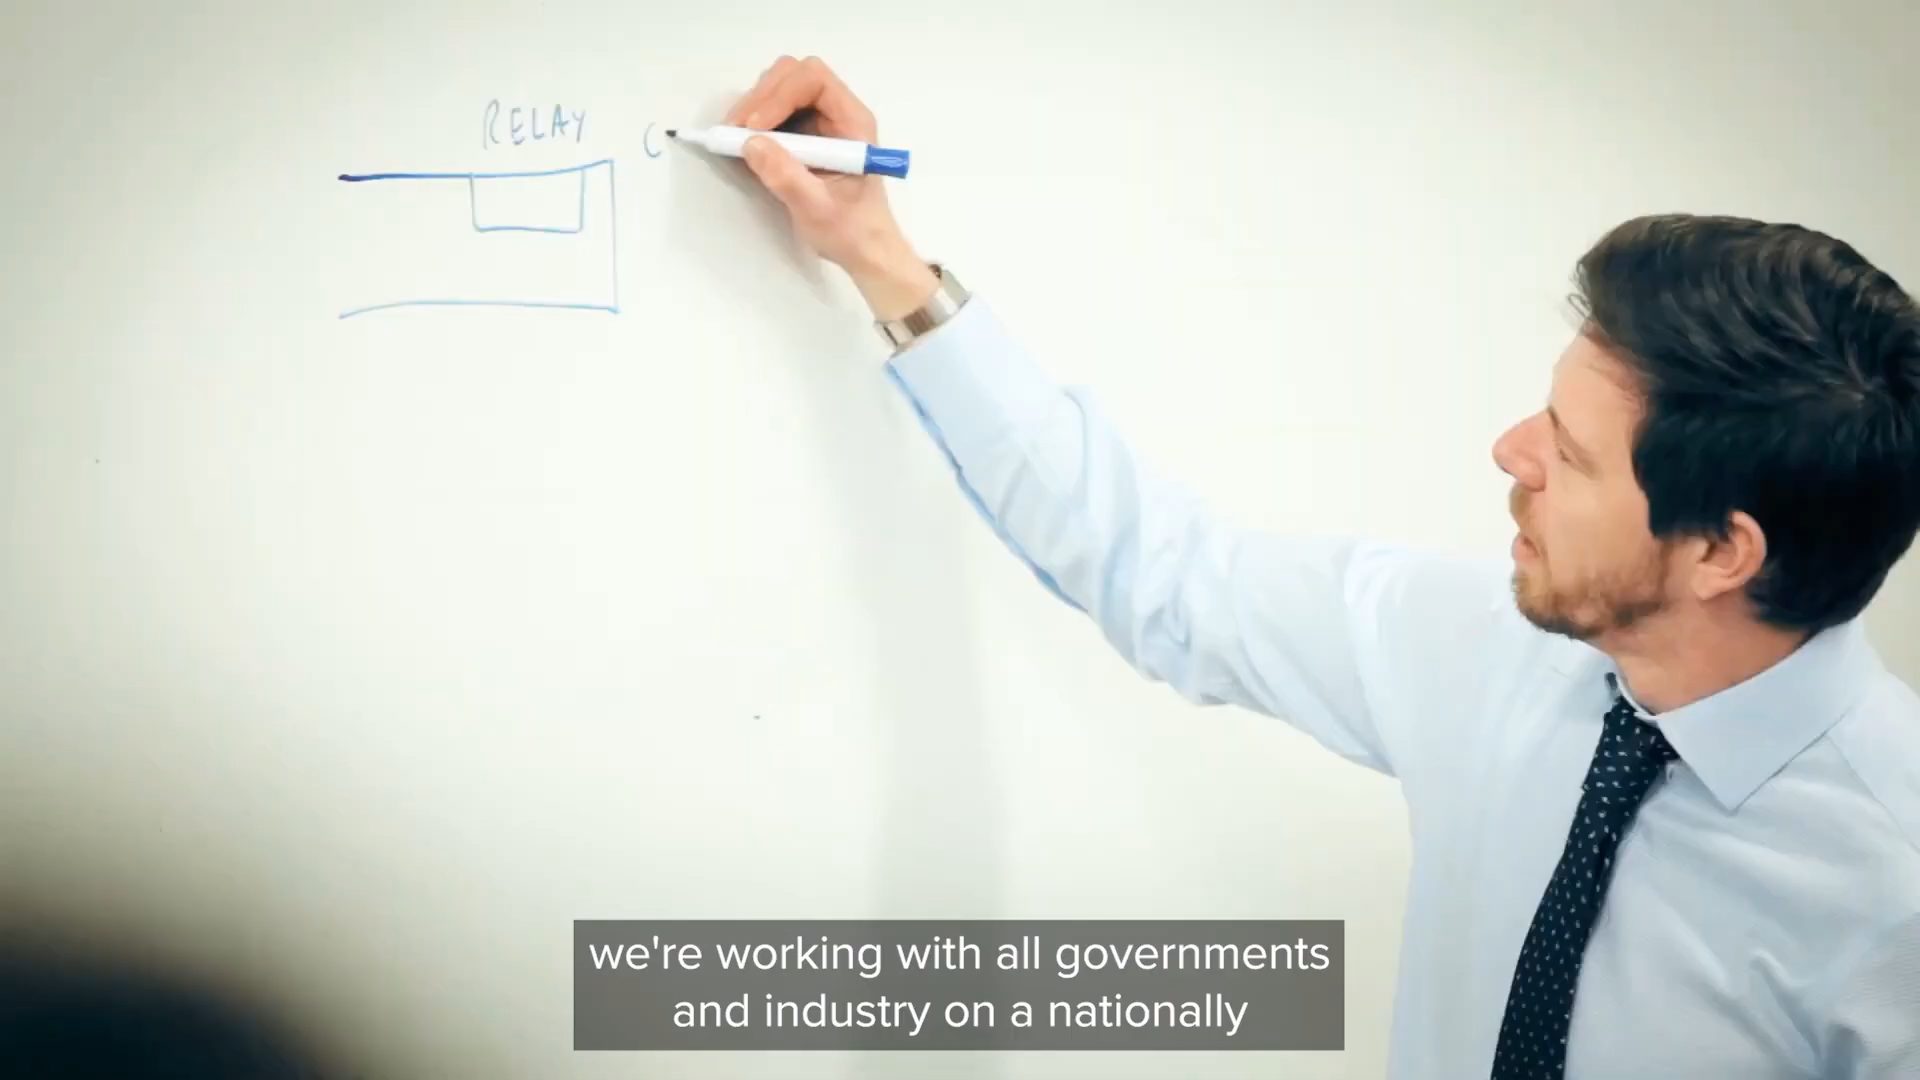 RELAY C
we're working with all governments
and industry on a nationally